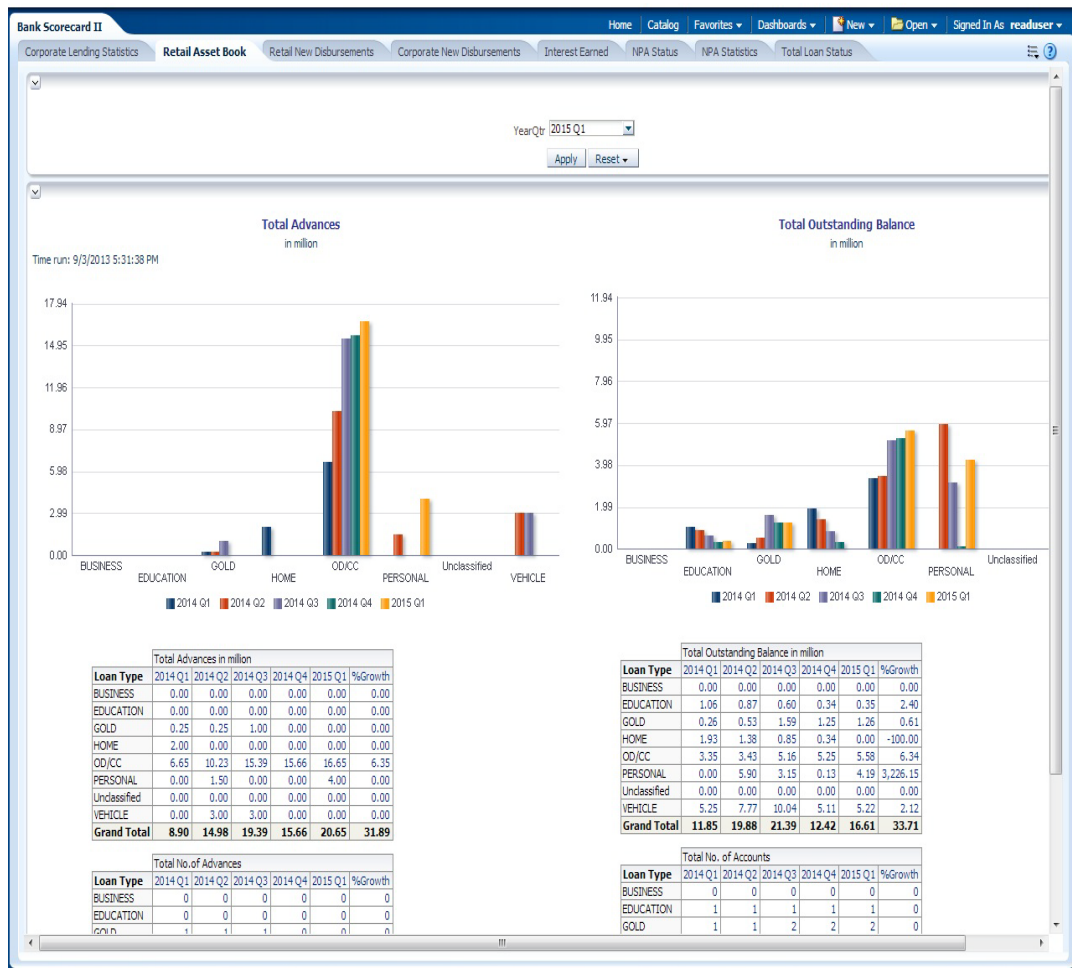 Bank Scorecard II
Home Catalog Favorites Dashboards New Open Signed In As readuser
Corporate Lending Statistics Retail Asset Book Retail New Disbursements Corporate New Disbursements Interest Earned NPA Status NPA Statistics Total Loan Status
YearQtr 2015 Q1
Apply Reset
Total Advances
in million
Time run: 9/3/2013 5:31:38 PM
17.94
14.95
11.96
8.97
5.98
2.99
0.00
BUSINESS EDUCATION GOLD HOME OD/CC PERSONAL Unclassified VEHICLE
2014 Q1 2014 Q2 2014 Q3 2014 Q4 2015 Q1
Total Outstanding Balance
in million
11.94
9.95
7.96
5.97
3.98
1.99
0.00
BUSINESS EDUCATION GOLD HOME OD/CC PERSONAL Unclassified
2014 Q1 2014 Q2 2014 Q3 2014 Q4 2015 Q1
Total Advances in million
Loan Type 2014 Q1 2014 Q2 2014 Q3 2014 Q4 2015 Q1 %Growth
BUSINESS 0.00 0.00 0.00 0.00 0.00 0.00
EDUCATION 0.00 0.00 0.00 0.00 0.00 0.00
GOLD 0.25 0.25 1.00 0.00 0.00 0.00
HOME 2.00 0.00 0.00 0.00 0.00 0.00
OD/CC 6.65 10.23 15.39 15.66 16.65 6.35
PERSONAL 0.00 1.50 0.00 0.00 4.00 0.00
Unclassified 0.00 0.00 0.00 0.00 0.00 0.00
VEHICLE 0.00 3.00 3.00 0.00 0.00 0.00
Grand Total 8.90 14.98 19.39 15.66 20.65 31.89
Total Outstanding Balance in million
Loan Type 2014 Q1 2014 Q2 2014 Q3 2014 Q4 2015 Q1 %Growth
BUSINESS 0.00 0.00 0.00 0.00 0.00 0.00
EDUCATION 1.06 0.87 0.60 0.34 0.35 2.40
GOLD 0.26 0.53 1.59 1.25 1.26 0.61
HOME 1.93 1.38 0.85 0.34 0.00 -100.00
OD/CC 3.35 3.43 5.16 5.25 5.58 6.34
PERSONAL 0.00 5.90 3.15 0.13 4.19 3,226.15
Unclassified 0.00 0.00 0.00 0.00 0.00 0.00
VEHICLE 5.25 7.77 10.04 5.11 5.22 2.12
Grand Total 11.85 19.88 21.39 12.42 16.61 33.71
Total No.of Advances
Loan Type 2014 Q1 2014 Q2 2014 Q3 2014 Q4 2015 Q1 %Growth
BUSINESS 0 0 0 0 0 0
EDUCATION 0 0 0 0 0 0
GOLD 1 1 1 0 0 0
Total No. of Accounts
Loan Type 2014 Q1 2014 Q2 2014 Q3 2014 Q4 2015 Q1 %Growth
BUSINESS 0 0 0 0 0 0
EDUCATION 1 1 1 1 1 0
GOLD 1 1 2 2 2 0